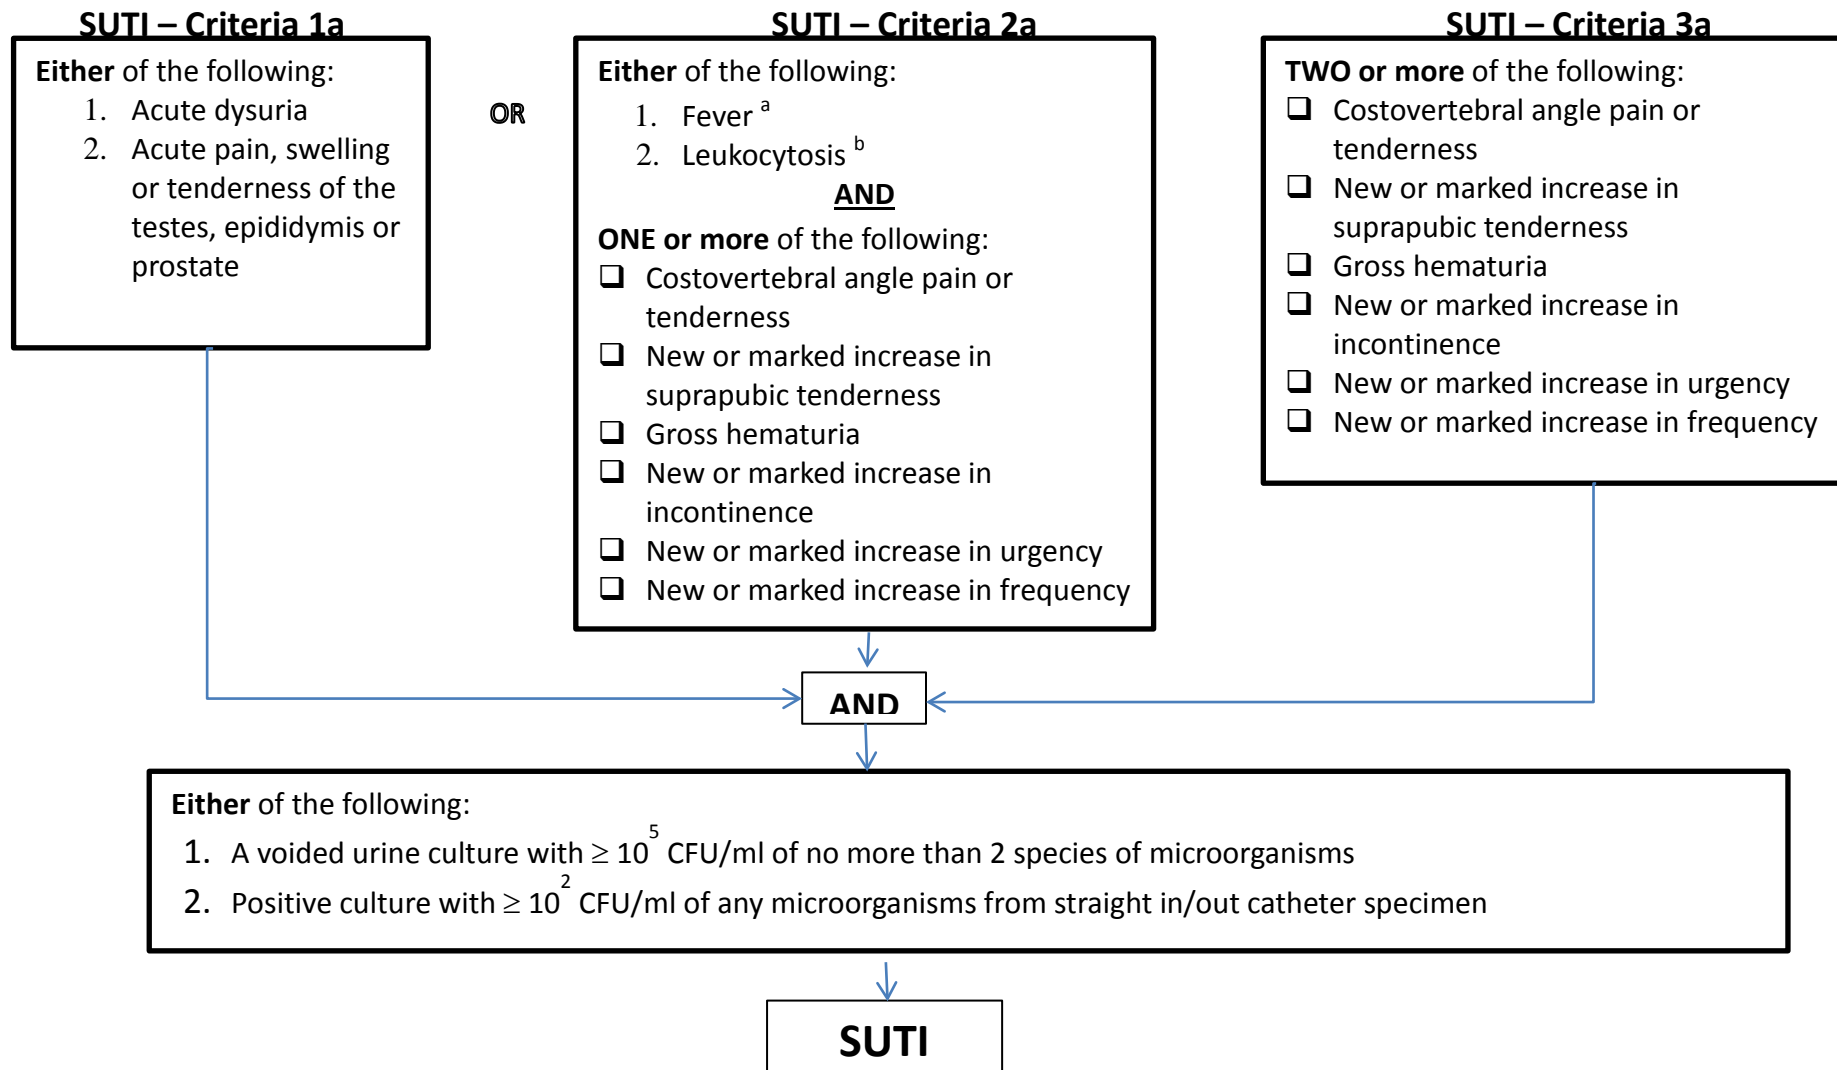 SUTI – Criteria 1a
Either of the following:
1. Acute dysuria
2. Acute pain, swelling
or tenderness of the
testes, epididymis or
prostate
OR
SUTI – Criteria 2a
Either of the following:
1. Fever a
2. Leukocytosis b
AND
ONE or more of the following:
❑ Costovertebral angle pain or
tenderness
❑ New or marked increase in
suprapubic tenderness
❑ Gross hematuria
❑ New or marked increase in
incontinence
❑ New or marked increase in urgency
❑ New or marked increase in frequency
SUTI – Criteria 3a
TWO or more of the following:
❑ Costovertebral angle pain or
tenderness
❑ New or marked increase in
suprapubic tenderness
❑ Gross hematuria
❑ New or marked increase in
incontinence
❑ New or marked increase in urgency
❑ New or marked increase in frequency
AND
Either of the following:
1. A voided urine culture with ≥ 10^5 CFU/ml of no more than 2 species of microorganisms
2. Positive culture with ≥ 10^2 CFU/ml of any microorganisms from straight in/out catheter specimen
SUTI